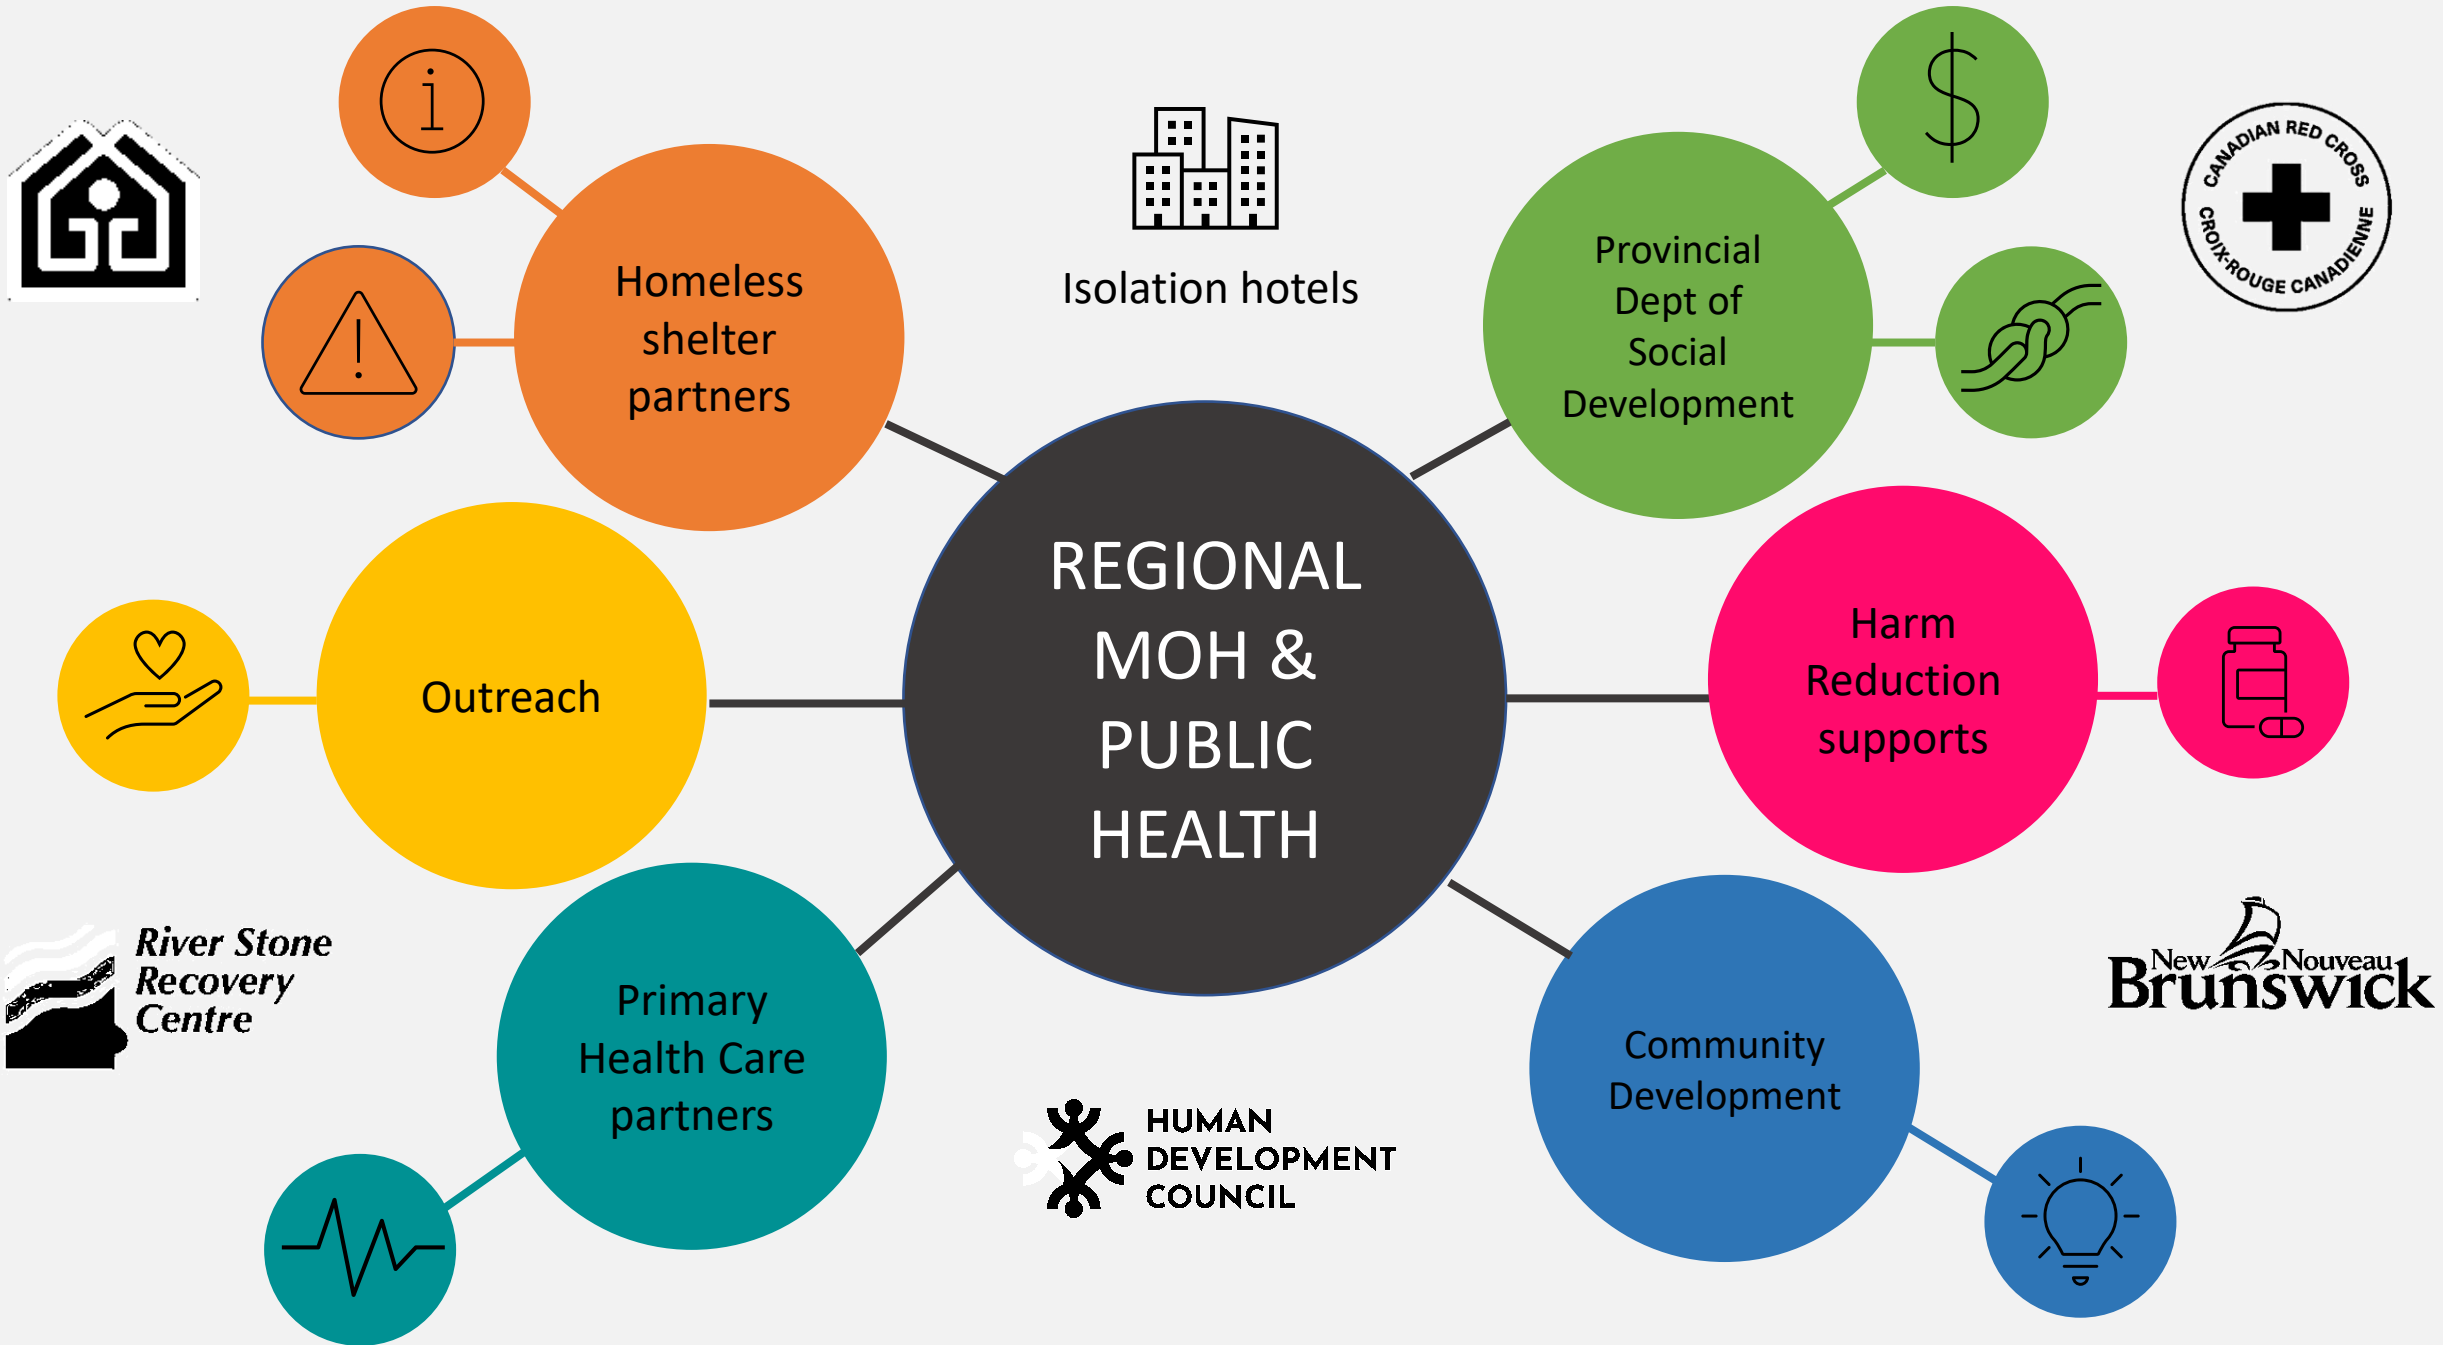 Homeless
shelter
partners
Isolation hotels
Provincial
Dept of
Social
Development
CANADIAN RED CROSS
CROIX-ROUGE CANADIENNE
Outreach
REGIONAL
MOH &
PUBLIC
HEALTH
Harm
Reduction
supports
River Stone
Recovery
Centre
Primary
Health Care
partners
HUMAN
DEVELOPMENT
COUNCIL
Community
Development
New Nouveau
Brunswick